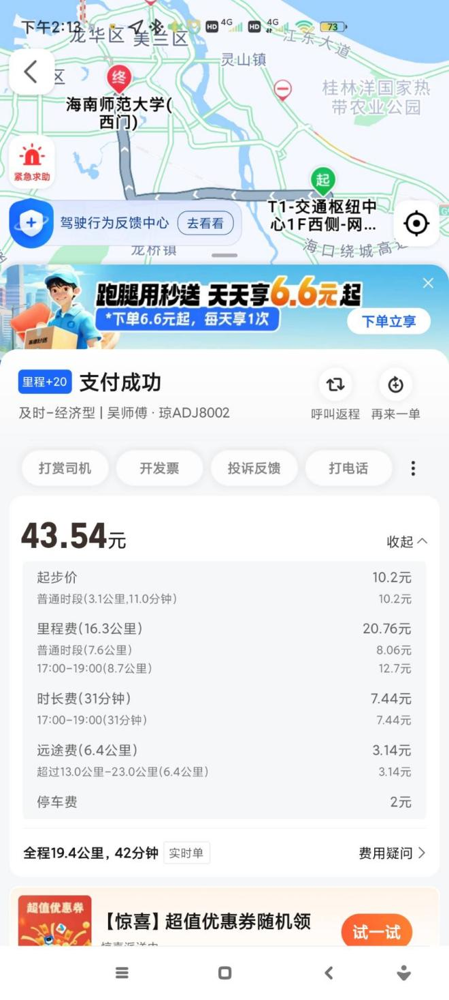 下午2:13
HD 4G HD 4G 73
龙华区 美兰区
江东大道
灵山镇
区
终
桂林洋国家热
带农业公园
海南师范大学(
西门)
紧急求助
起
T1-交通枢纽中
心1F西侧-网...
驾驶行为反馈中心 去看看
龙桥镇
海口绕城高速
跑腿用秒送 天天享6.6元起
*下单6.6元起，每天享1次
下单立享
里程+20 支付成功
及时-经济型 | 吴师傅 · 琼ADJ8002
呼叫返程 再来一单
打赏司机 开发票 投诉反馈 打电话
43.54元
收起
起步价 10.2元
普通时段(3.1公里,11.0分钟) 10.2元
里程费(16.3公里) 20.76元
普通时段(7.6公里) 8.06元
17:00-19:00(8.7公里) 12.7元
时长费(31分钟) 7.44元
17:00-19:00(31分钟) 7.44元
远途费(6.4公里) 3.14元
超过13.0公里-23.0公里(6.4公里) 3.14元
停车费 2元
全程19.4公里，42分钟 实时单 费用疑问
超值优惠券
【惊喜】超值优惠券随机领
试一试